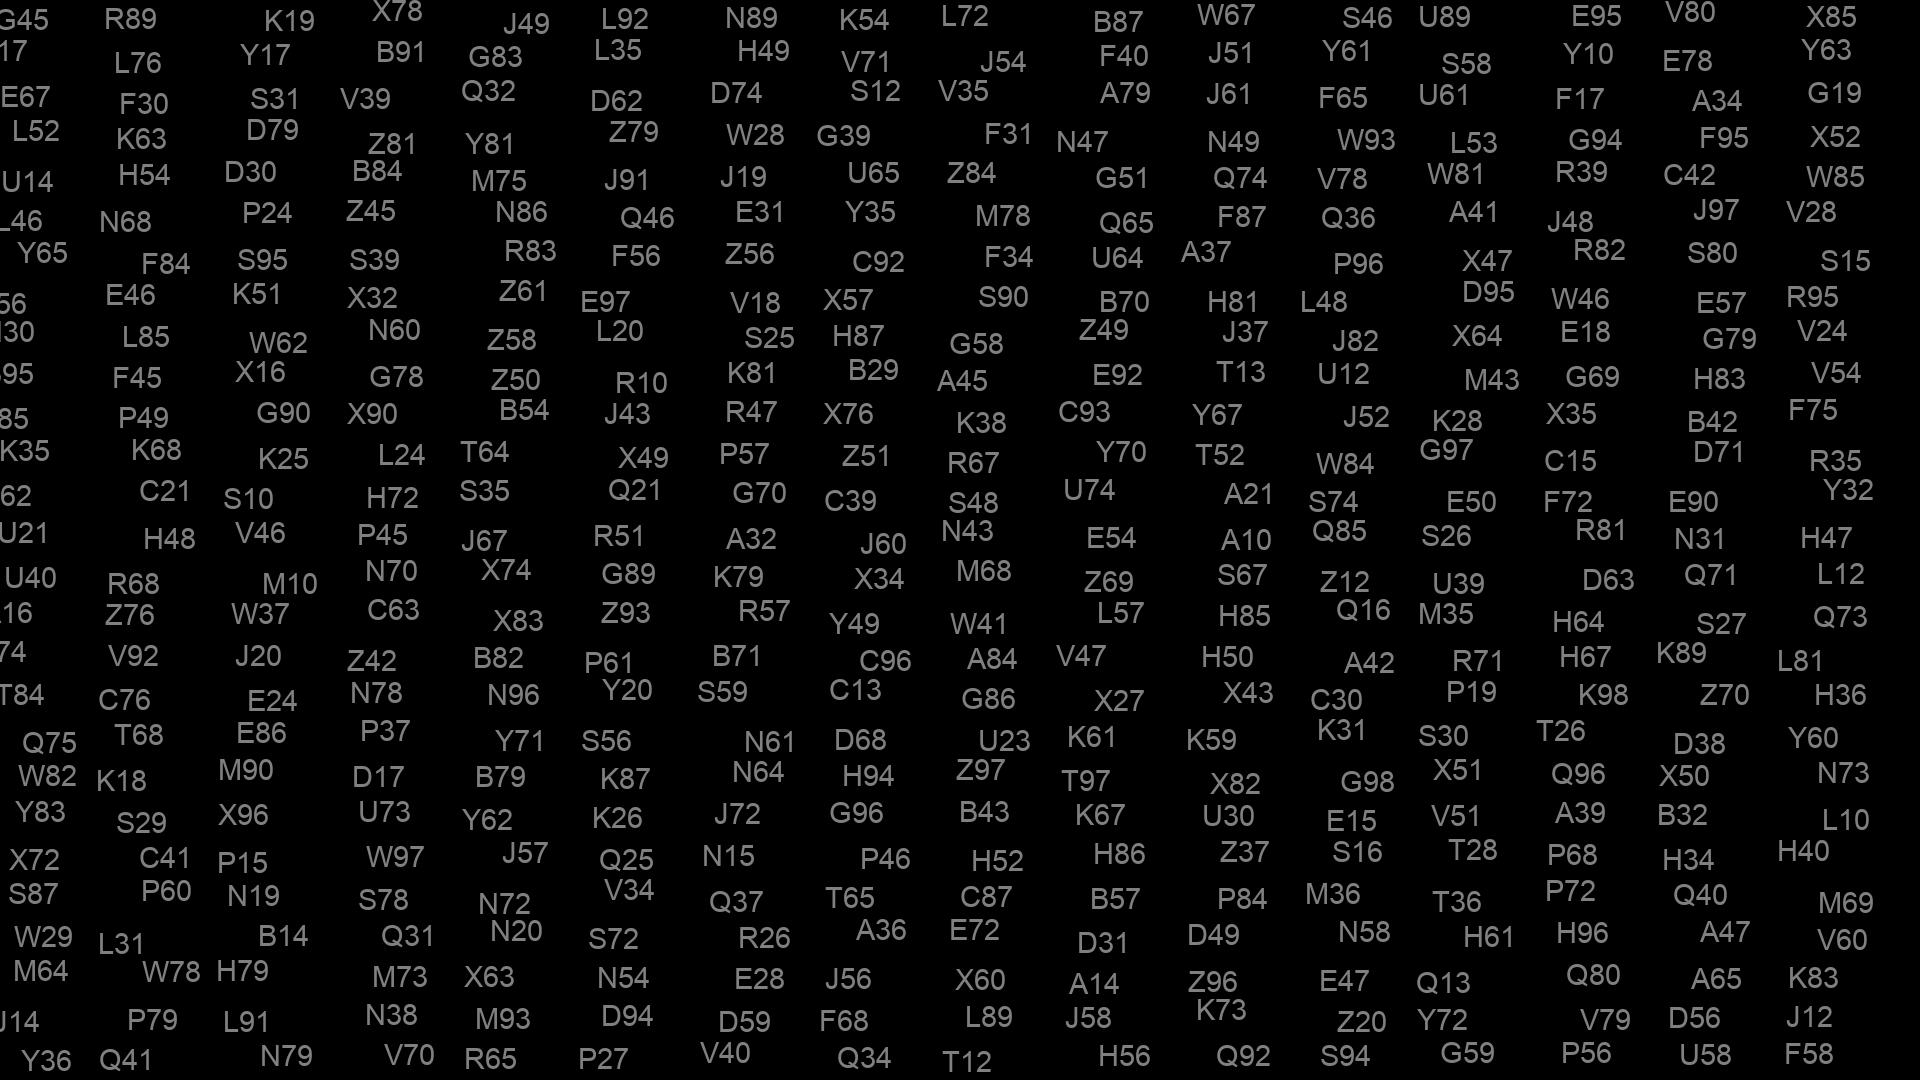 G45 R89 K19 X78 J49 L92 N89 K54 L72 B87 W67 S46 U89 E95 V80 X85
17 L76 Y17 B91 G83 L35 H49 V71 J54 F40 J51 Y61 S58 Y10 E78 Y63
E67 F30 S31 V39 Q32 D62 D74 S12 V35 A79 J61 F65 U61 F17 A34 G19
L52 K63 D79 Z81 Y81 Z79 W28 G39 F31 N47 N49 W93 L53 G94 F95 X52
U14 H54 D30 B84 M75 J91 J19 U65 Z84 G51 Q74 V78 W81 R39 C42 W85
L46 N68 P24 Z45 N86 Q46 E31 Y35 M78 Q65 F87 Q36 A41 J48 J97 V28
Y65 F84 S95 S39 R83 F56 Z56 C92 F34 U64 A37 P96 X47 R82 S80 S15
56 E46 K51 X32 Z61 E97 V18 X57 S90 B70 H81 L48 D95 W46 E57 R95
30 L85 W62 N60 Z58 L20 S25 H87 G58 Z49 J37 J82 X64 E18 G79 V24
95 F45 X16 G78 Z50 R10 K81 B29 A45 E92 T13 U12 M43 G69 H83 V54
85 P49 G90 X90 B54 J43 R47 X76 K38 C93 Y67 J52 K28 X35 B42 F75
K35 K68 K25 L24 T64 X49 P57 Z51 R67 Y70 T52 W84 G97 C15 D71 R35
62 C21 S10 H72 S35 Q21 G70 C39 S48 U74 A21 S74 E50 F72 E90 Y32
U21 H48 V46 P45 J67 R51 A32 J60 N43 E54 A10 Q85 S26 R81 N31 H47
U40 R68 M10 N70 X74 G89 K79 X34 M68 Z69 S67 Z12 U39 D63 Q71 L12
16 Z76 W37 C63 X83 Z93 R57 Y49 W41 L57 H85 Q16 M35 H64 S27 Q73
74 V92 J20 Z42 B82 P61 B71 C96 A84 V47 H50 A42 R71 H67 K89 L81
T84 C76 E24 N78 N96 Y20 S59 C13 G86 X27 X43 C30 P19 K98 Z70 H36
Q75 T68 E86 P37 Y71 S56 N61 D68 U23 K61 K59 K31 S30 T26 D38 Y60
W82 K18 M90 D17 B79 K87 N64 H94 Z97 T97 X82 G98 X51 Q96 X50 N73
Y83 S29 X96 U73 Y62 K26 J72 G96 B43 K67 U30 E15 V51 A39 B32 L10
X72 C41 P15 W97 J57 Q25 N15 P46 H52 H86 Z37 S16 T28 P68 H34 H40
S87 P60 N19 S78 N72 V34 Q37 T65 C87 B57 P84 M36 T36 P72 Q40 M69
W29 L31 B14 Q31 N20 S72 R26 A36 E72 D31 D49 N58 H61 H96 A47 V60
M64 W78 H79 M73 X63 N54 E28 J56 X60 A14 Z96 E47 Q13 Q80 A65 K83
J14 P79 L91 N38 M93 D94 D59 F68 L89 J58 K73 Z20 Y72 V79 D56 J12
Y36 Q41 N79 V70 R65 P27 V40 Q34 T12 H56 Q92 S94 G59 P56 U58 F58